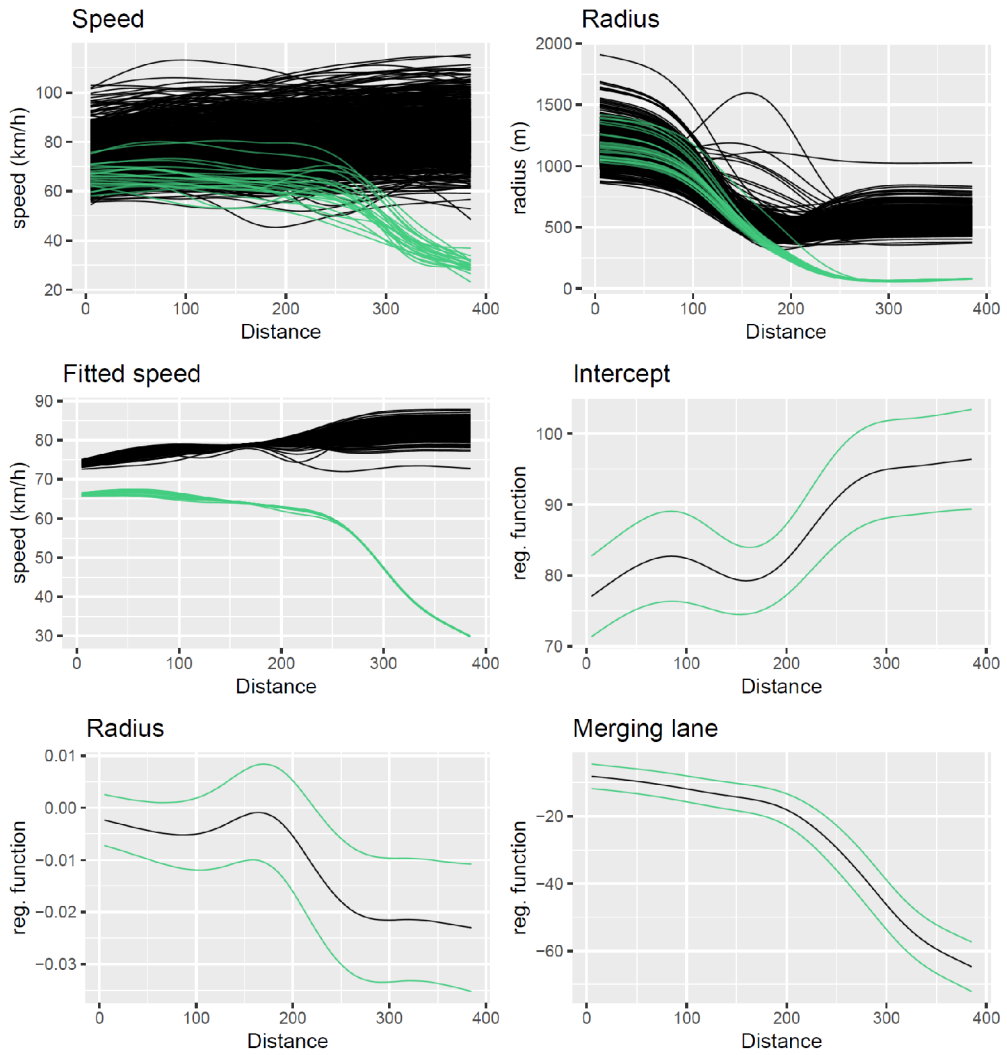 Speed
speed (km/h)
100
80
60
40
20
0 100 200 300 400
Distance
Radius
radius (m)
2000
1500
1000
500
0
0 100 200 300 400
Distance
Fitted speed
speed (km/h)
90
80
70
60
50
40
30
0 100 200 300 400
Distance
Intercept
reg. function
100
90
80
70
0 100 200 300 400
Distance
Radius
reg. function
0.01
0.00
−0.01
−0.02
−0.03
0 100 200 300 400
Distance
Merging lane
reg. function
−20
−40
−60
0 100 200 300 400
Distance